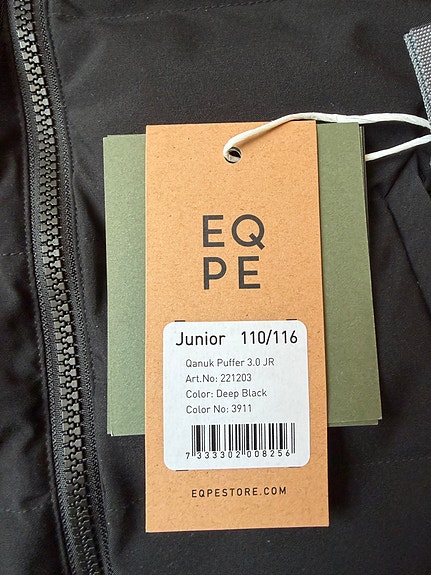 EQ
PE
Junior 110/116
Qanuk Puffer 3.0 JR
Art.No: 221203
Color: Deep Black
Color No: 3911
7 333302 008256
EQPESTORE.COM